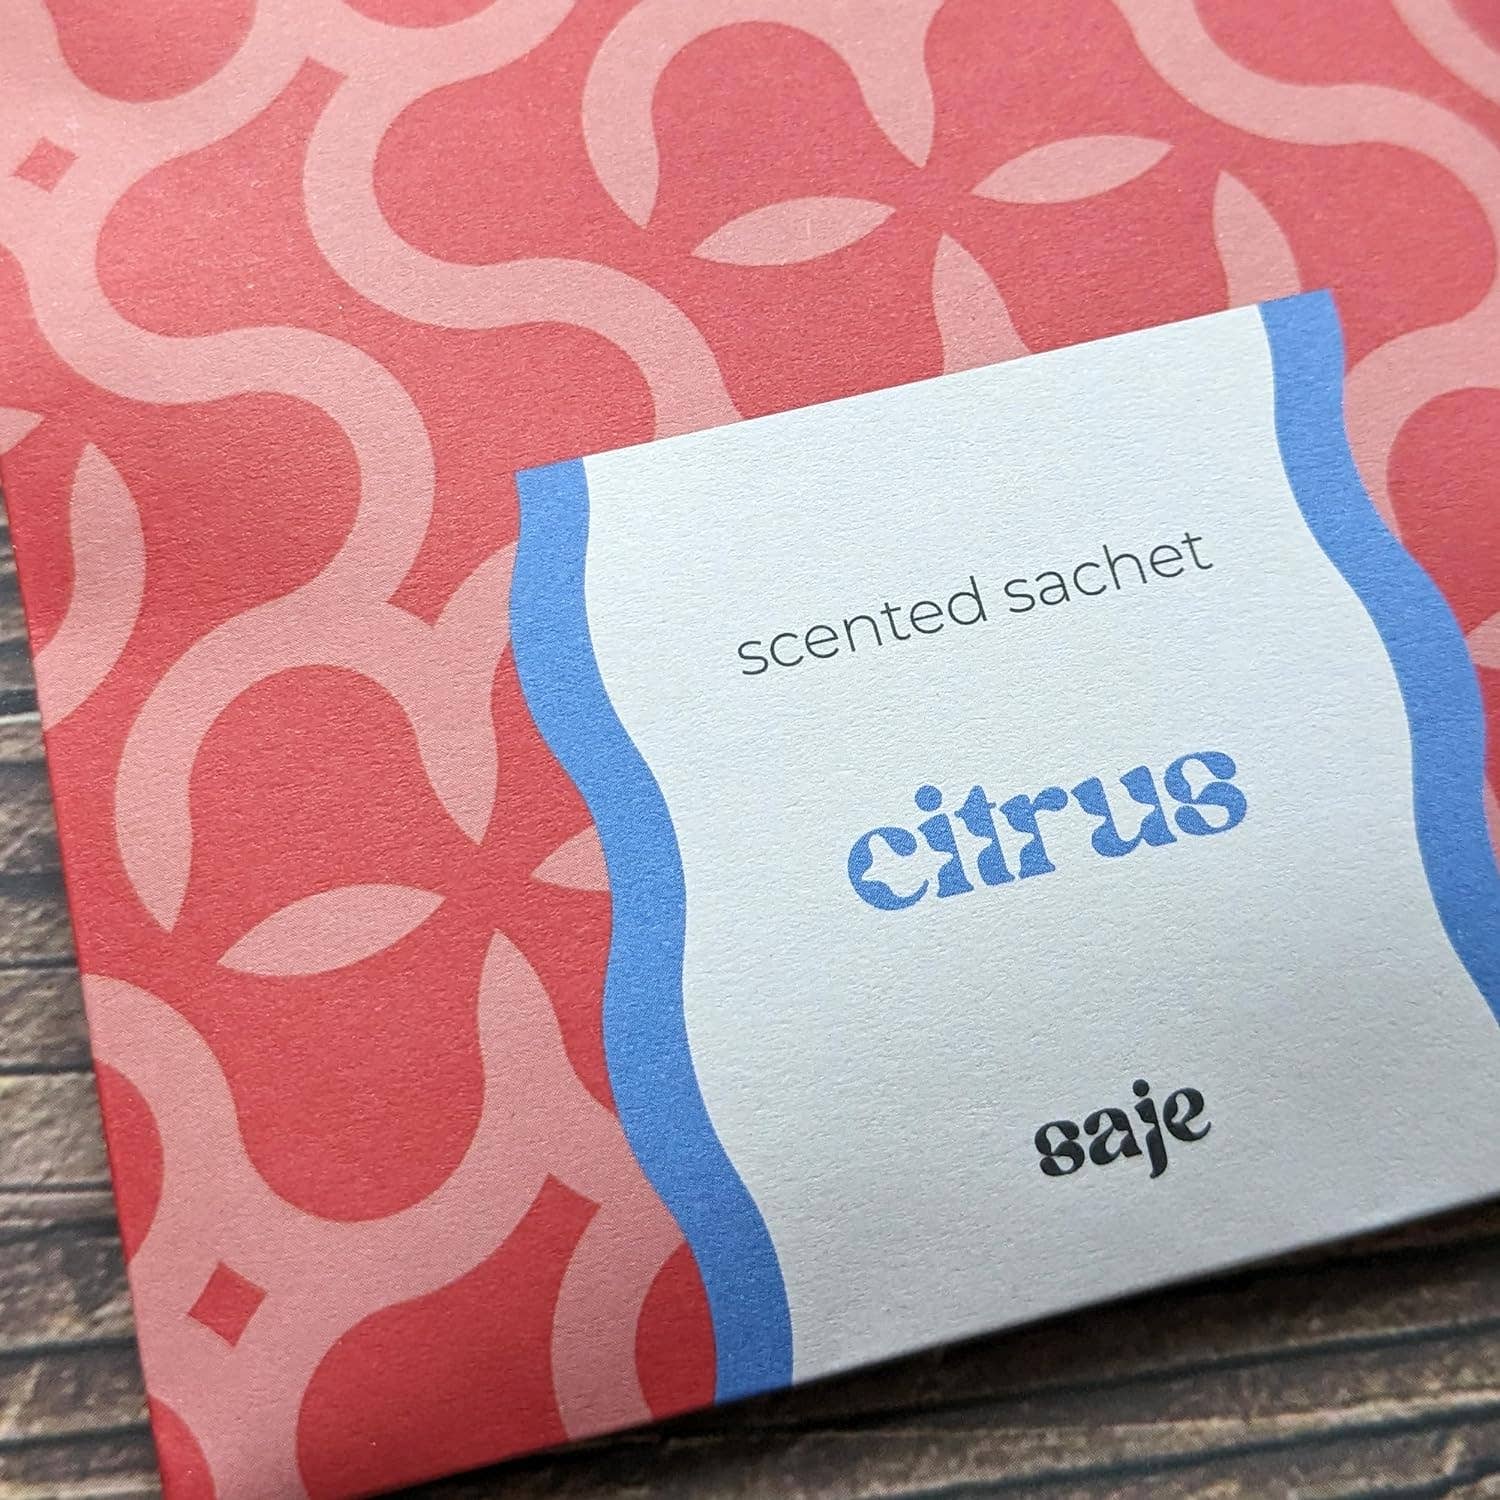 scented sachet
citrus
saje